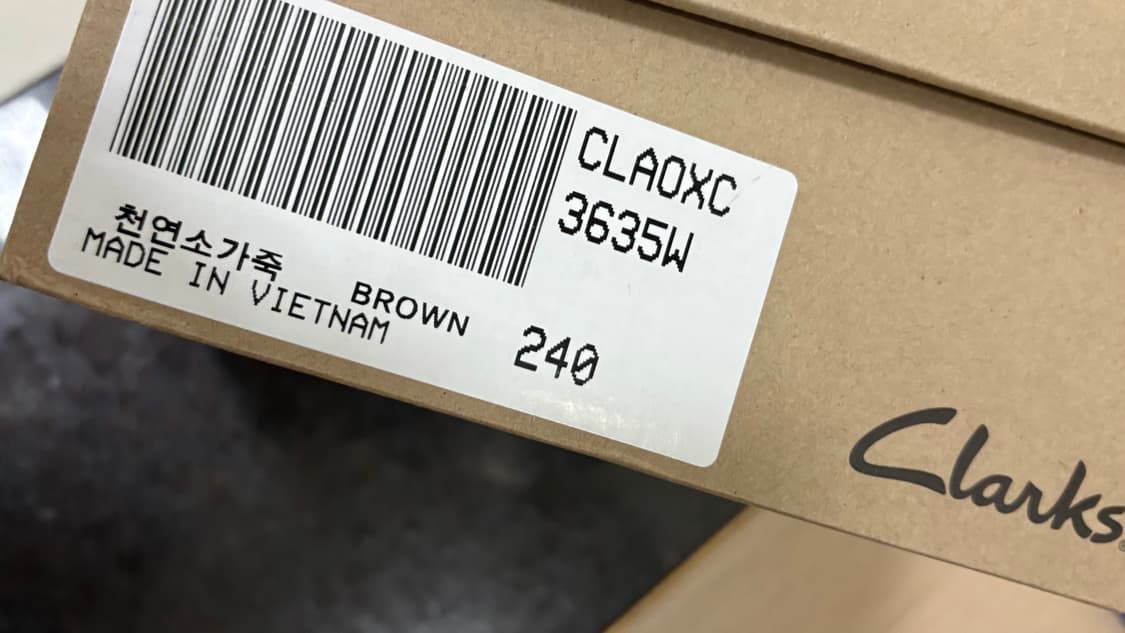 CLAOXC
3635W
천연소가죽
MADE IN VIETNAM
BROWN
240
Clarks